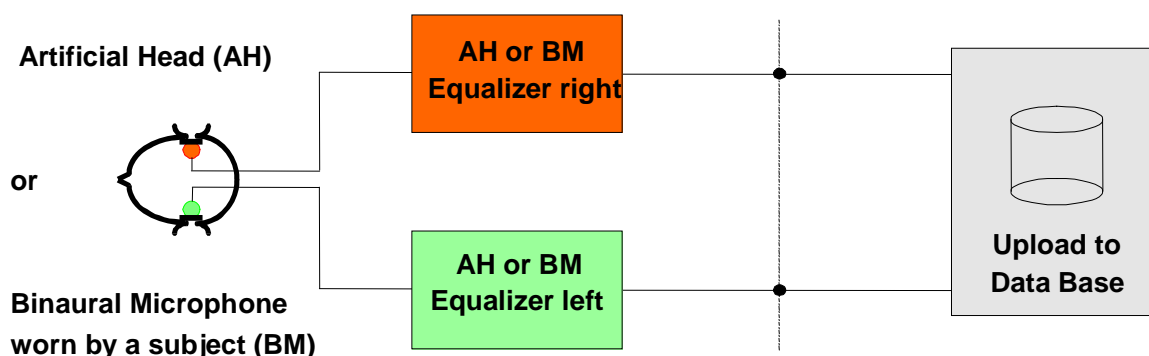 Artificial Head (AH)
or
Binaural Microphone
worn by a subject (BM)
AH or BM
Equalizer right
AH or BM
Equalizer left
Upload to
Data Base